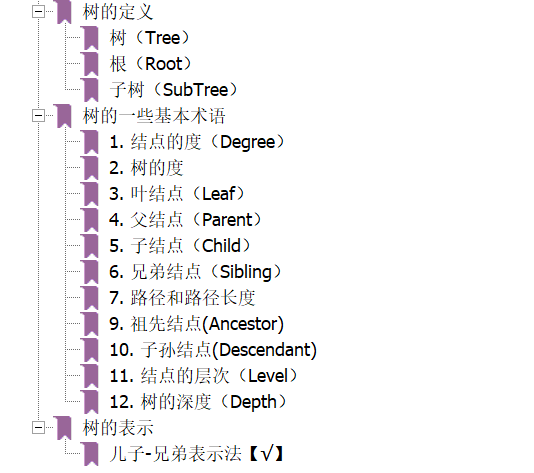 树的定义
树（Tree）
根（Root）
子树（SubTree）
树的一些基本术语
1. 结点的度（Degree）
2. 树的度
3. 叶结点（Leaf）
4. 父结点（Parent）
5. 子结点（Child）
6. 兄弟结点（Sibling）
7. 路径和路径长度
9. 祖先结点(Ancestor)
10. 子孙结点(Descendant)
11. 结点的层次（Level）
12. 树的深度（Depth）
树的表示
儿子-兄弟表示法【√】